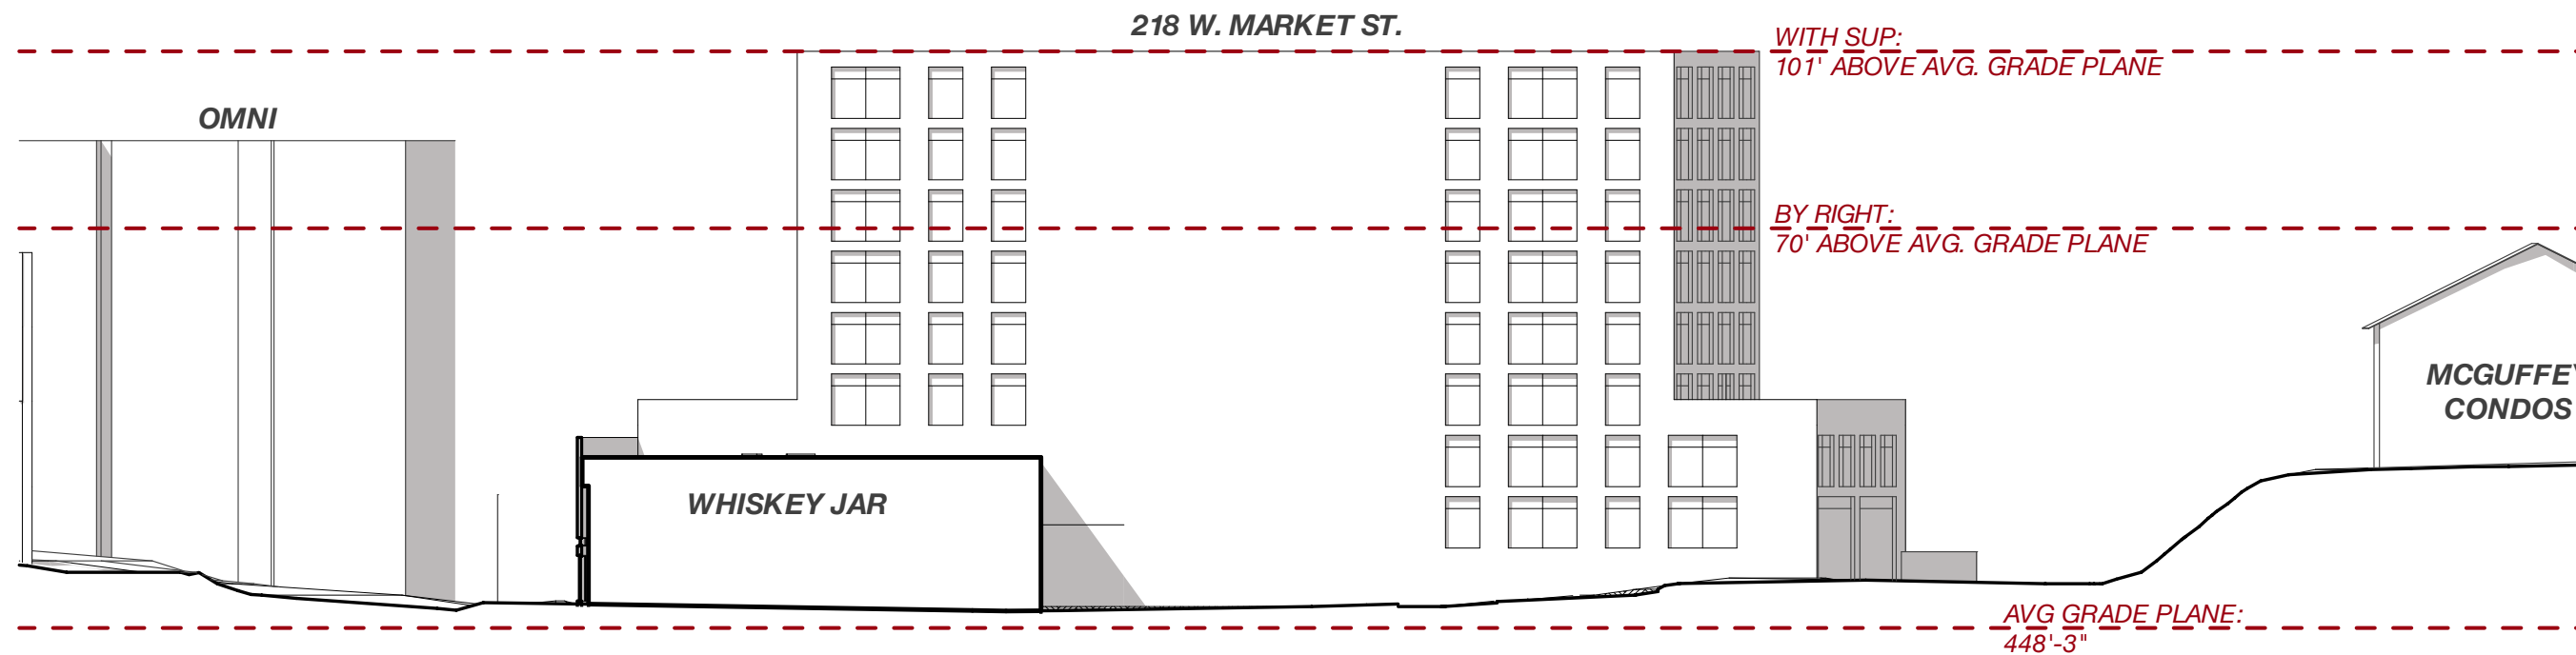 218 W. MARKET ST.
WITH SUP:
101' ABOVE AVG. GRADE PLANE
OMNI
BY RIGHT:
70' ABOVE AVG. GRADE PLANE
MCGUFFEY
CONDOS
WHISKEY JAR
AVG GRADE PLANE:
448'-3"